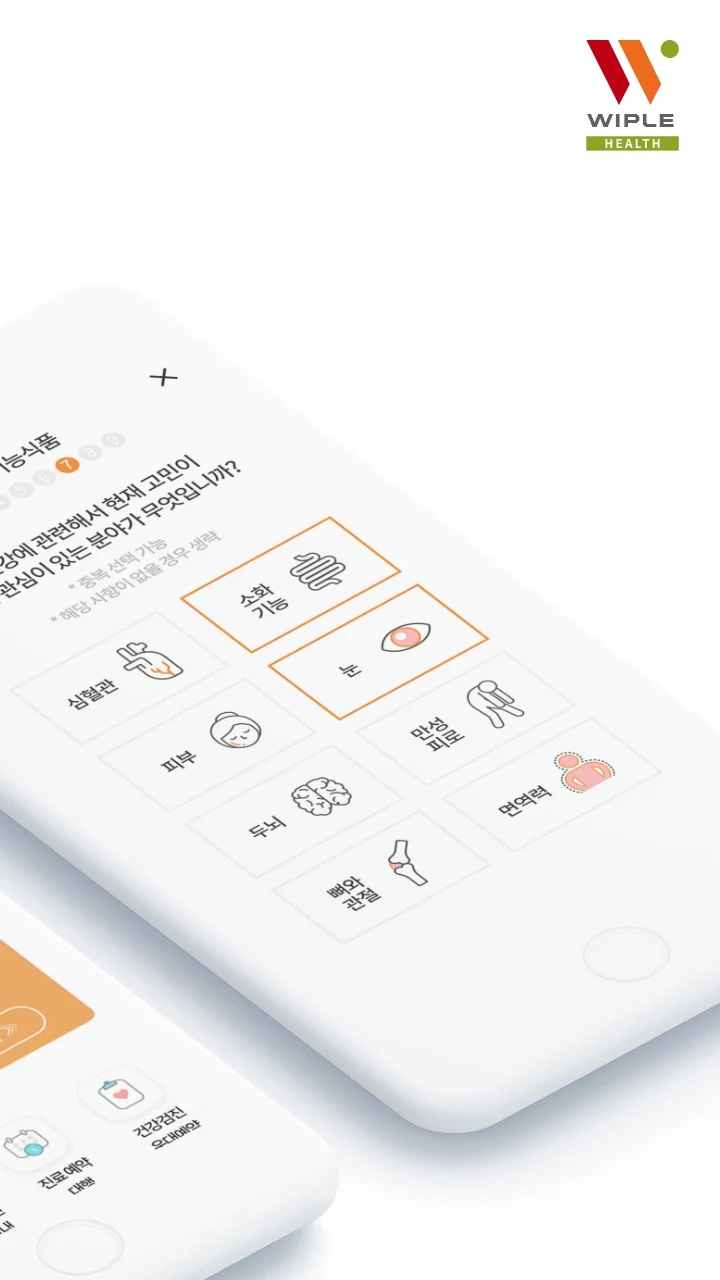 WIPLE
HEALTH
능식품
5 6 7 8 9
강에 관련해서 현재 고민이
관심이 있는 분야가 무엇입니까?
* 중복 선택 가능
* 해당 사항이 없을 경우 생략
소화
기능
심혈관
눈
피부
만성
피로
두뇌
면역력
뼈와
관절
건강검진
우대예약
진료예약
대행